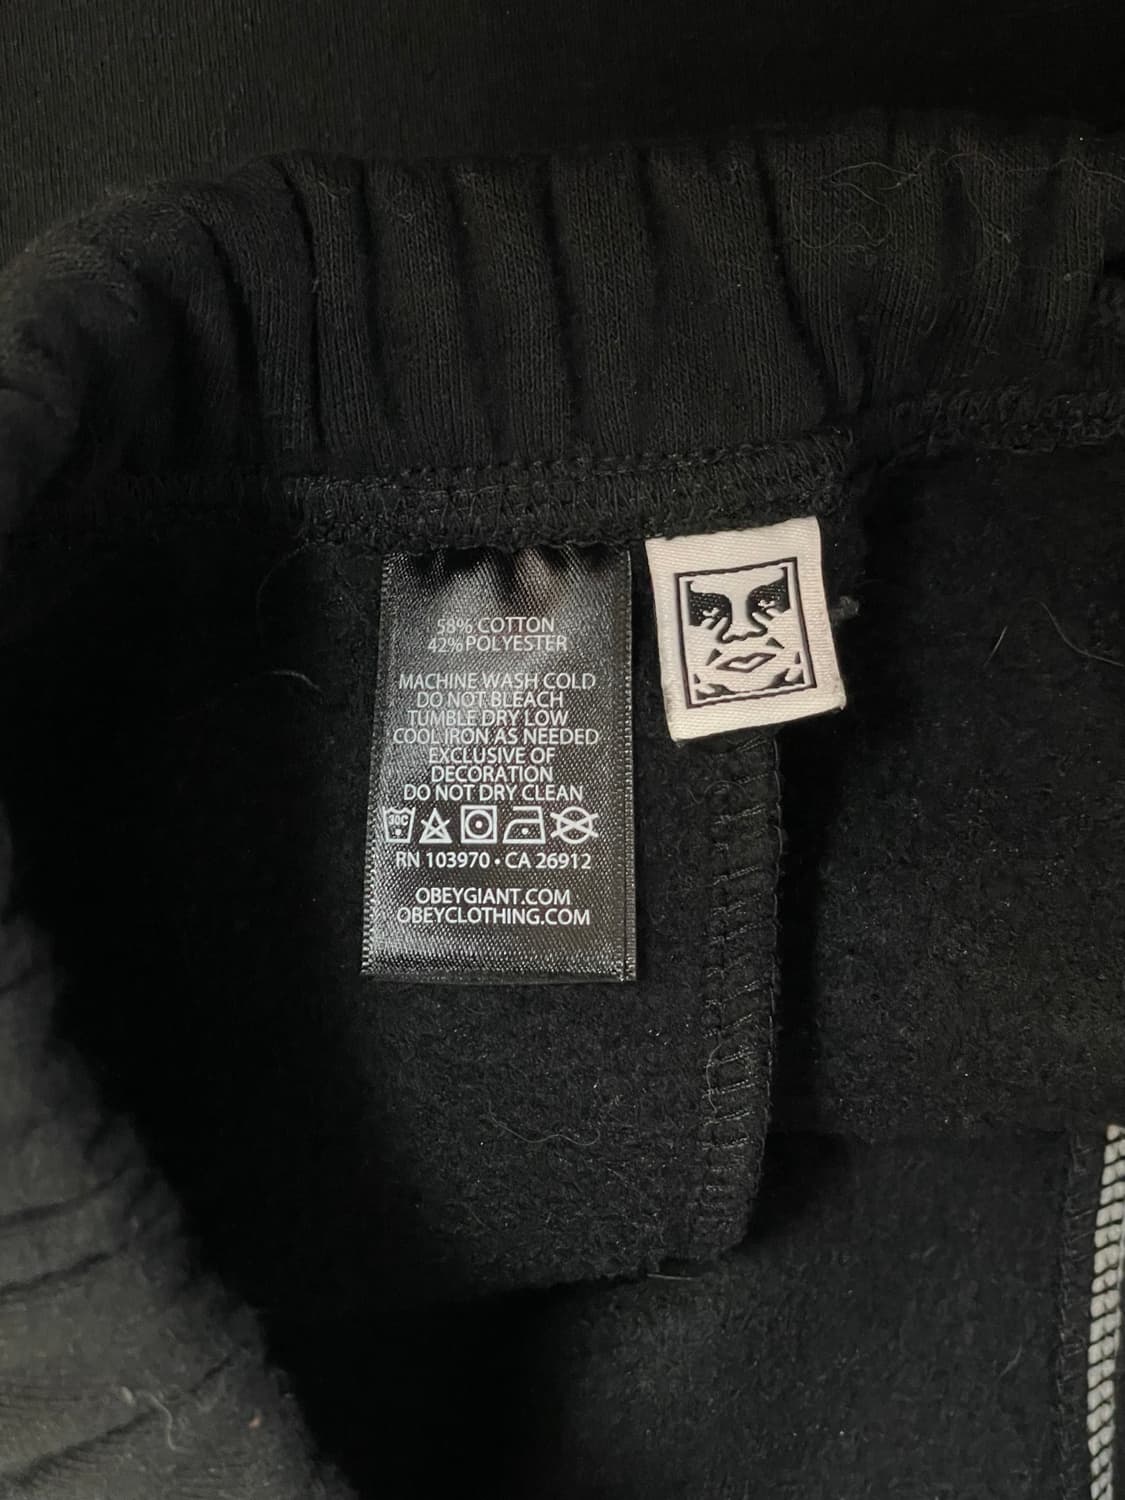 58% COTTON
42% POLYESTER
MACHINE WASH COLD
DO NOT BLEACH
TUMBLE DRY LOW
COOL IRON AS NEEDED
EXCLUSIVE OF
DECORATION
DO NOT DRY CLEAN
30C
RN 103970 • CA 26912
OBEYGIANT.COM
OBEYCLOTHING.COM